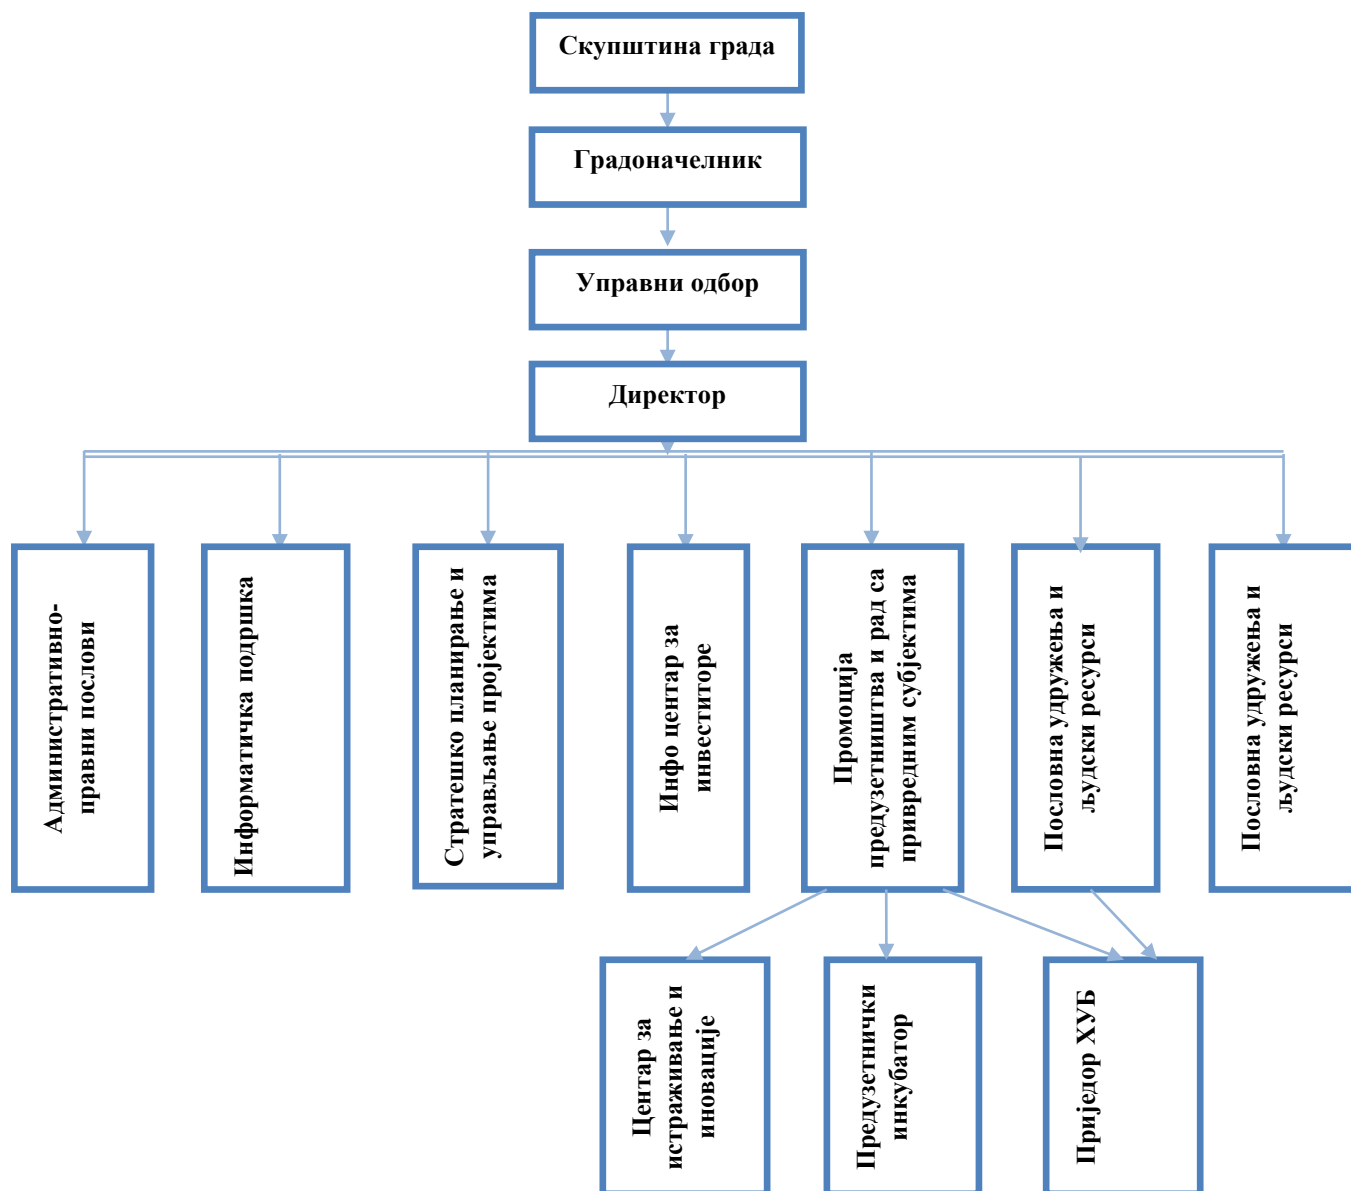 Скупштина града
Градоначелник
Управни одбор
Директор
Административно-
правни послови
Информатичка подршка
Стратешко планирање и
управљање пројектима
Инфо центар за
инвеститоре
Промоција
предузетништва и рад са
привредним субјектима
Пословна удружења и
људски ресурси
Пословна удружења и
људски ресурси
Центар за
истраживање и
иновације
Предузетнички
инкубатор
Приједор ХУБ